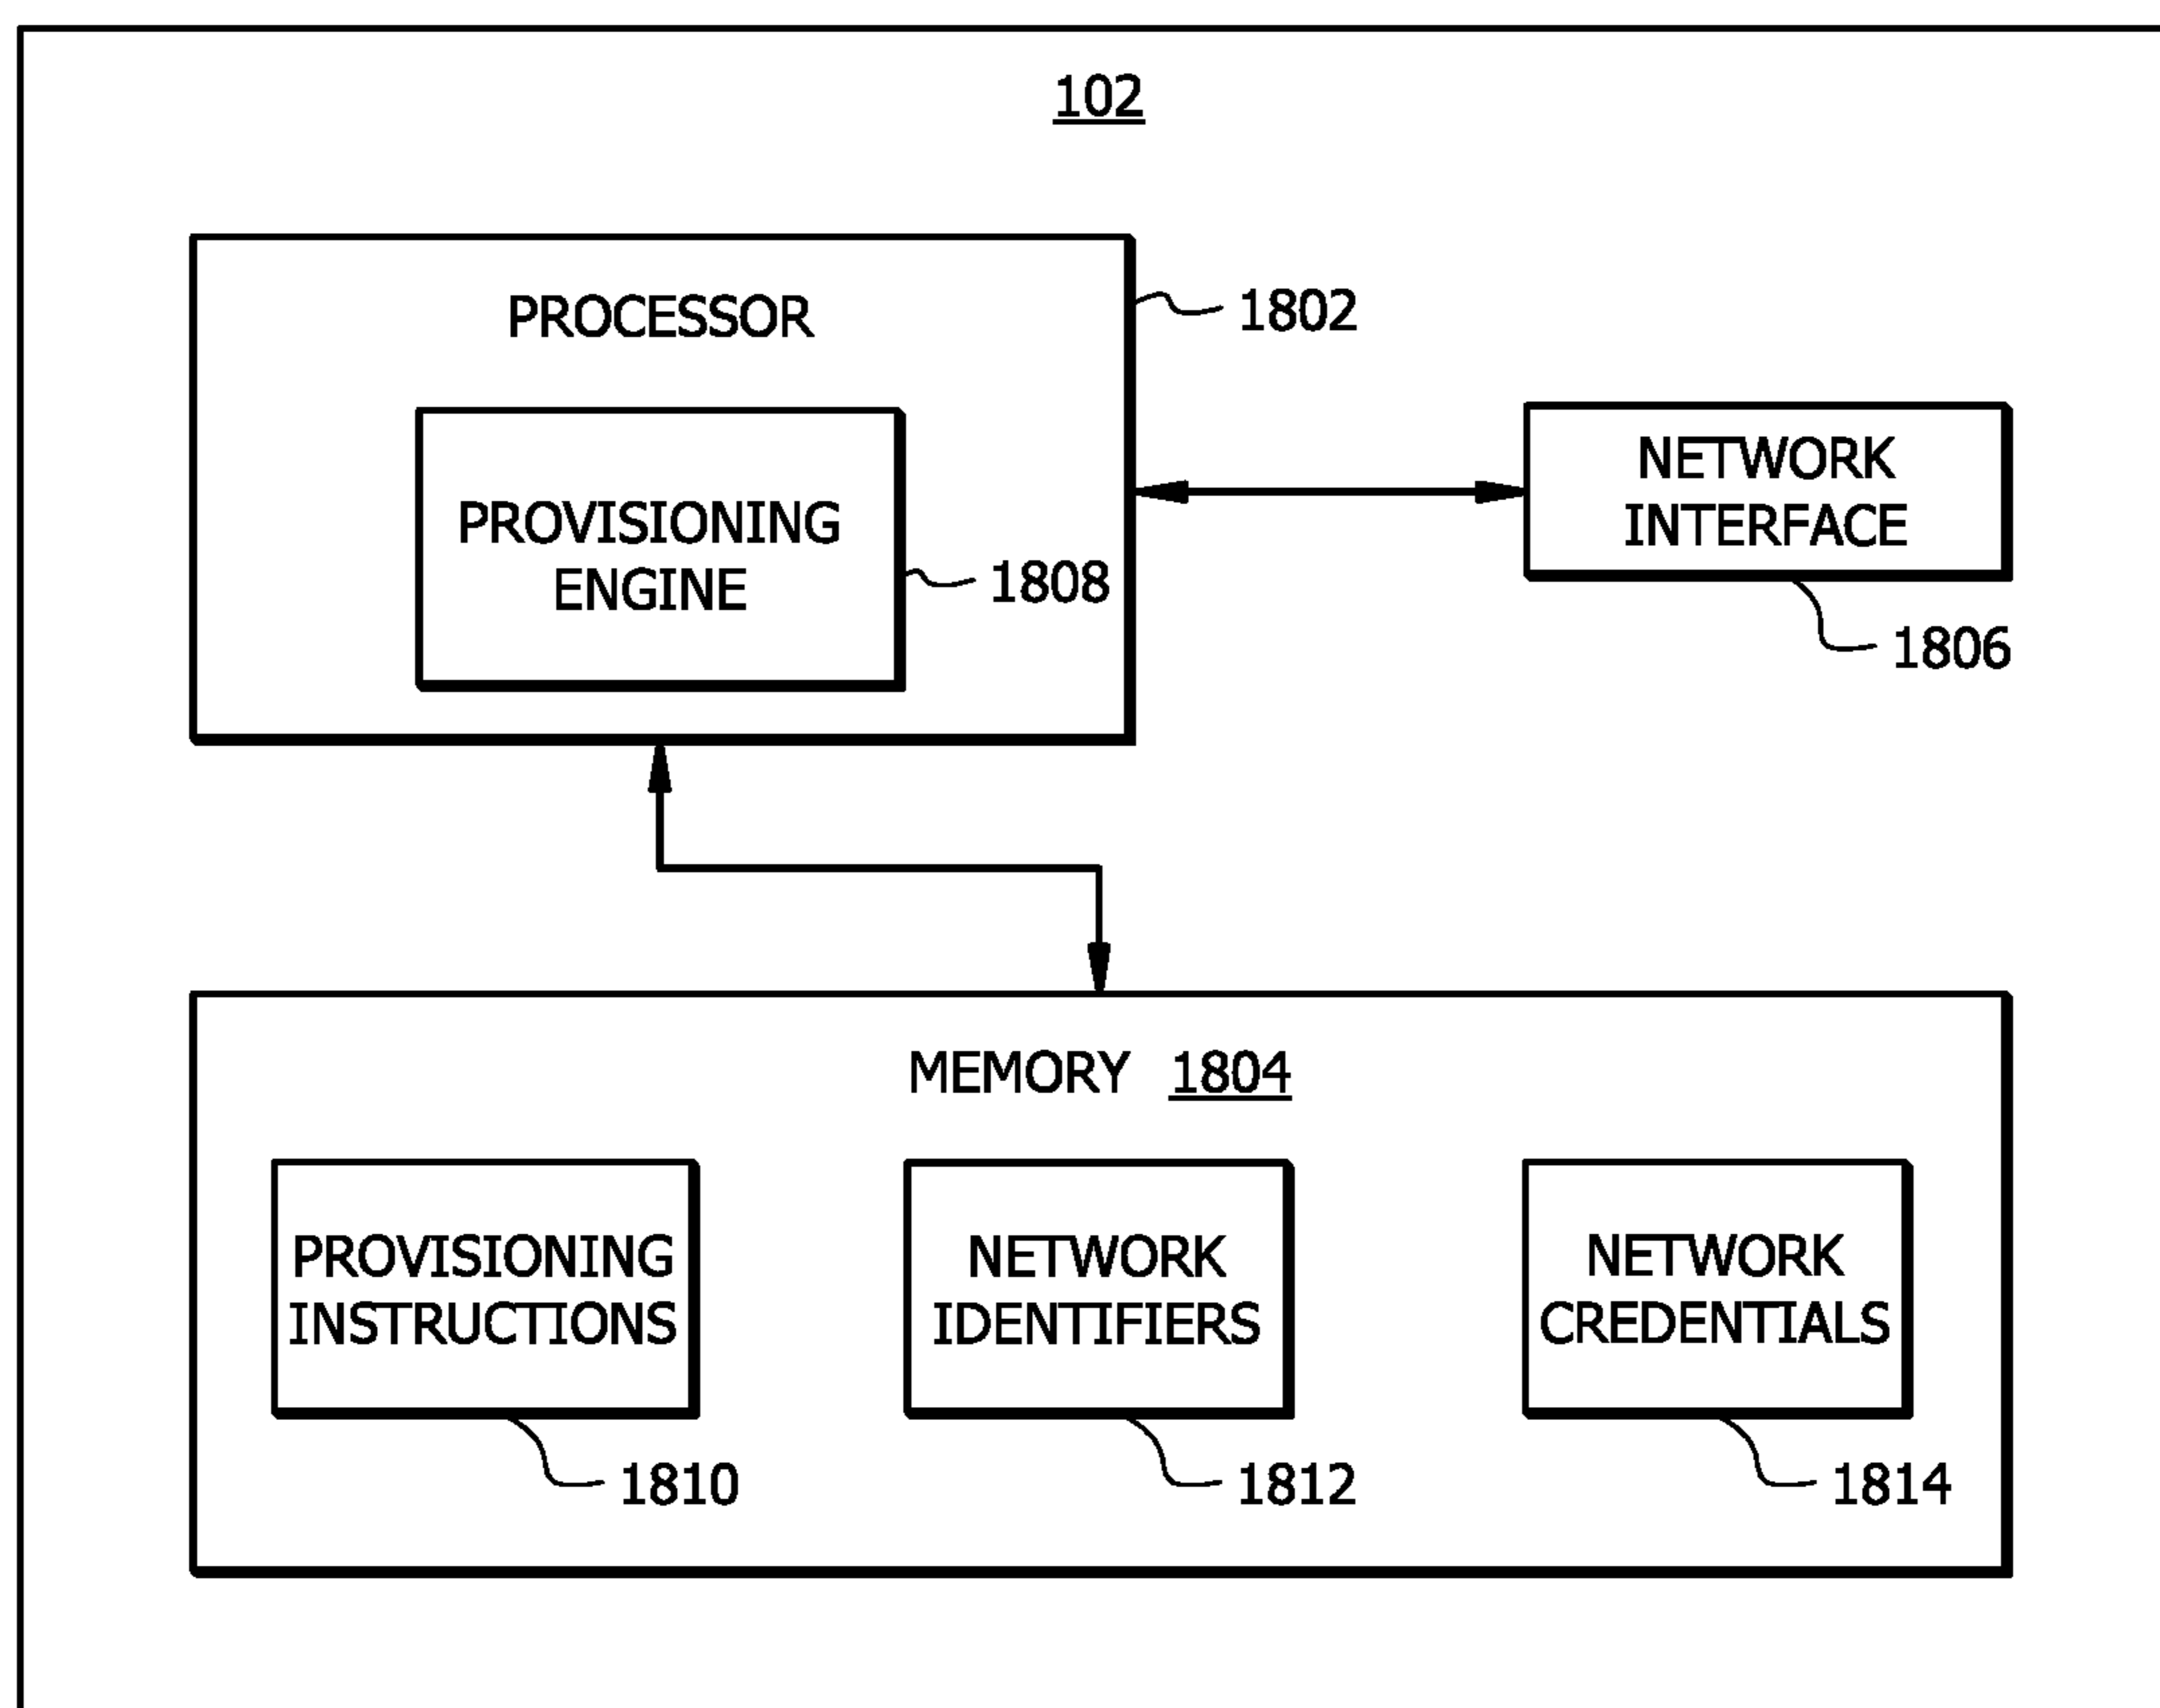 102
PROCESSOR
1802
PROVISIONING
ENGINE
1808
NETWORK
INTERFACE
1806
MEMORY 1804
PROVISIONING
INSTRUCTIONS
1810
NETWORK
IDENTIFIERS
1812
NETWORK
CREDENTIALS
1814